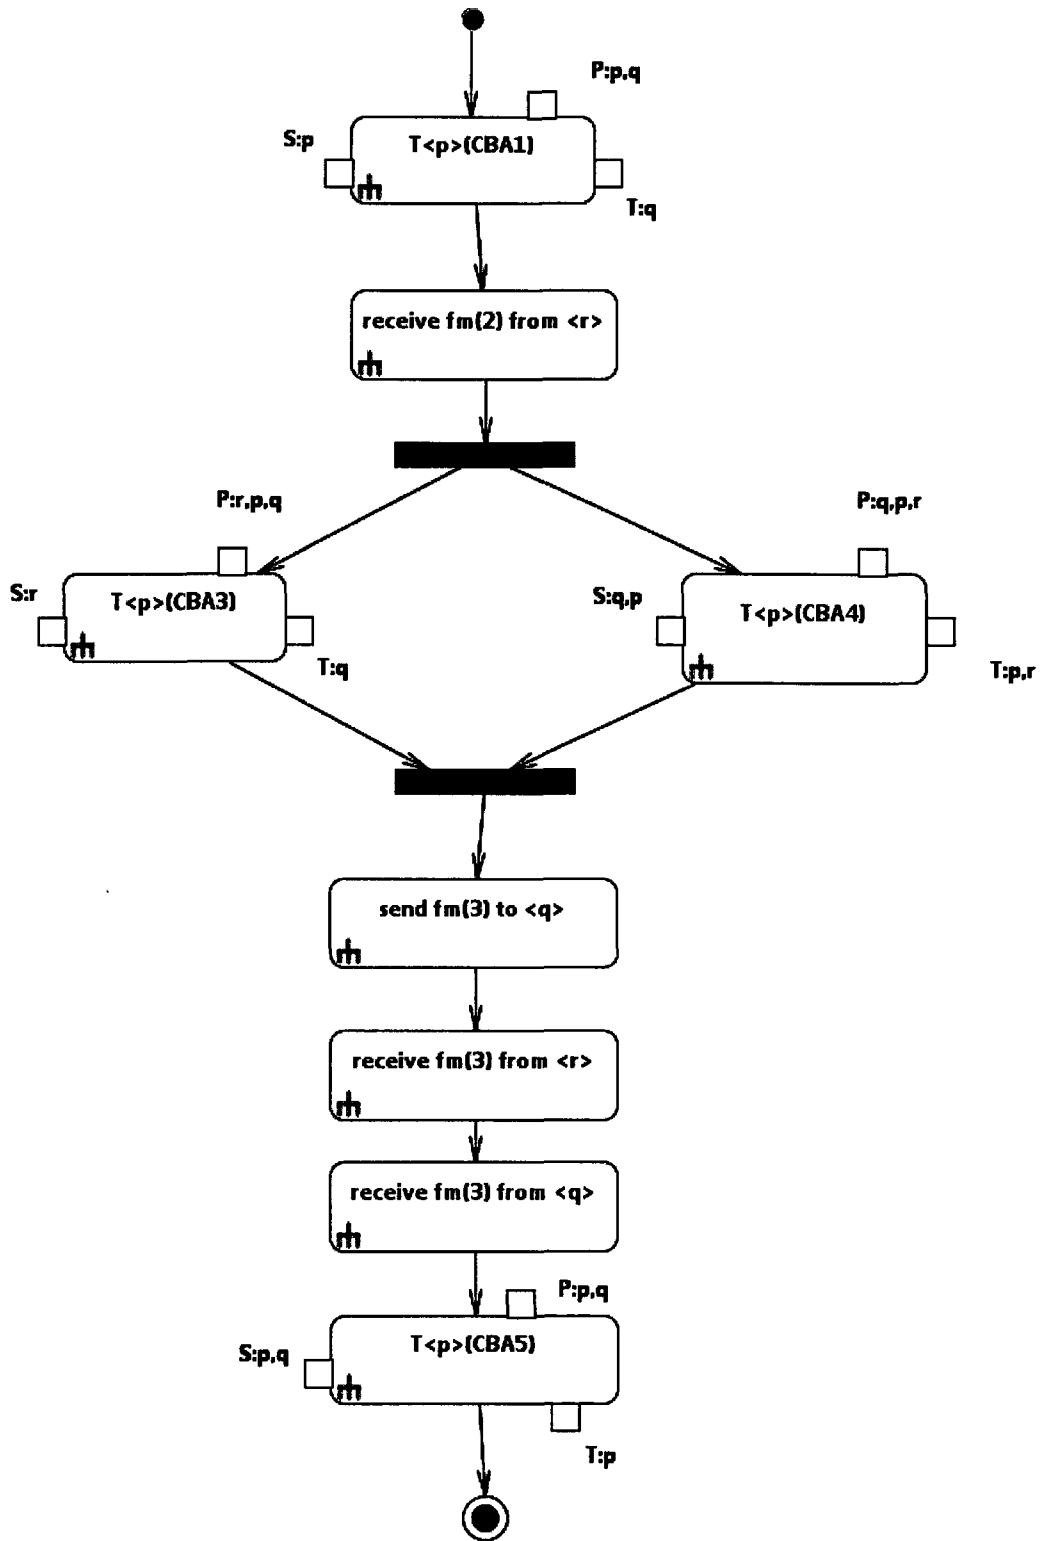 P:p,q
S:p
T<p>(CBA1)
T:q
receive fm(2) from <r>
P:r,p,q
P:q,p,r
S:r
T<p>(CBA3)
T:q
S:q,p
T<p>(CBA4)
T:p,r
send fm(3) to <q>
receive fm(3) from <r>
receive fm(3) from <q>
P:p,q
S:p,q
T<p>(CBA5)
T:p